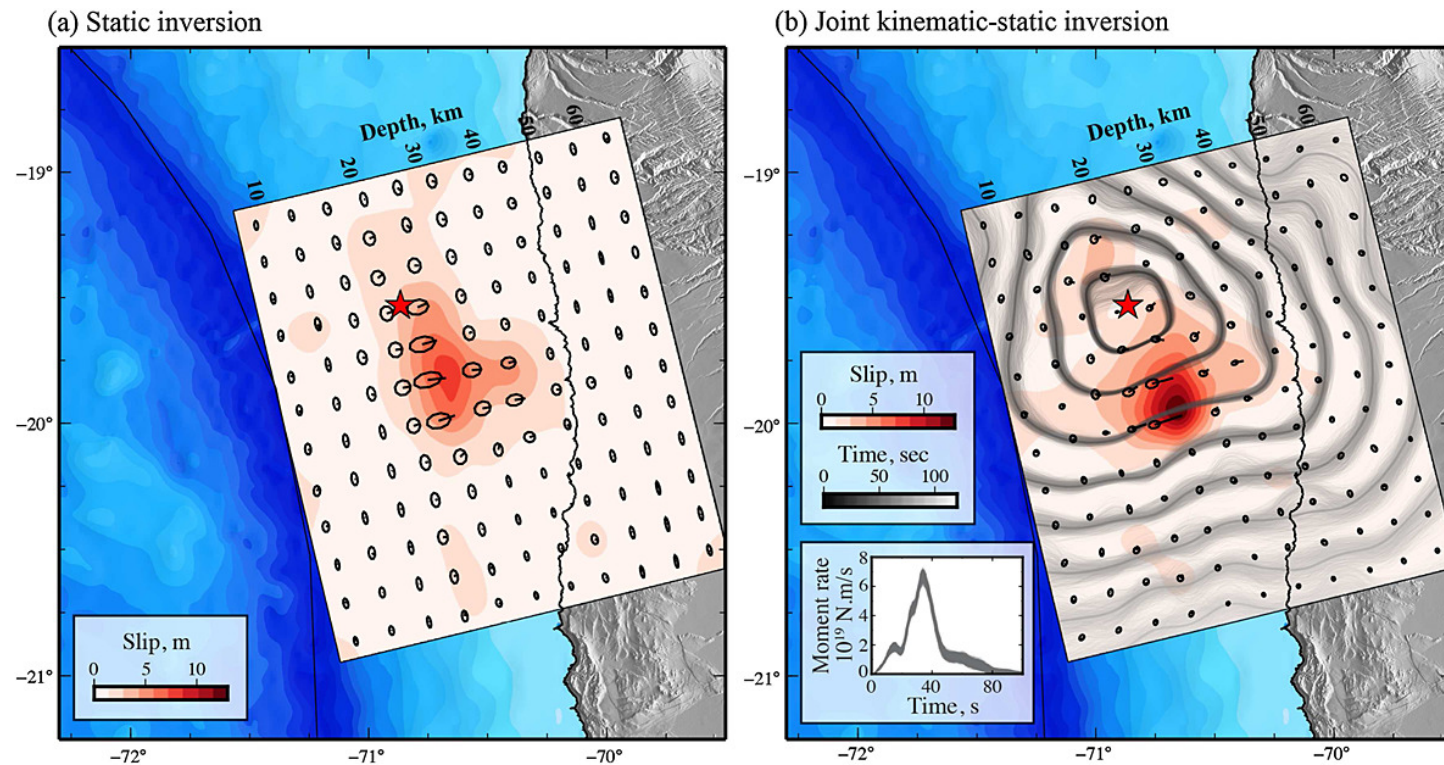 (a) Static inversion
(b) Joint kinematic-static inversion
Depth, km
10 20 30 40 50 60
Depth, km
10 20 30 40 50 60
−19°
−20°
−21°
−19°
−20°
−21°
Slip, m
0 5 10
Slip, m
0 5 10
Time, sec
0 50 100
Moment rate
10¹⁹ N.m/s
8
6
4
2
0
0 40 80
Time, s
−72° −71° −70°
−72° −71° −70°